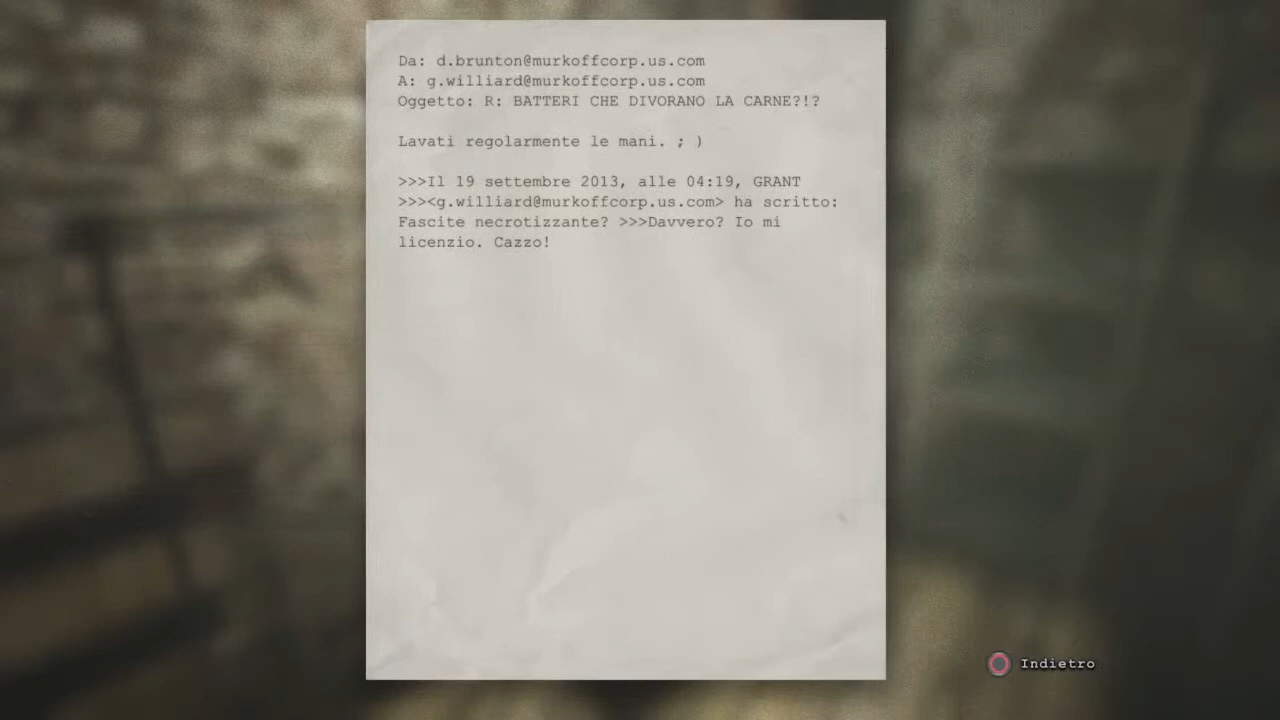 Da: d.brunton@murkoffcorp.us.com
A: g.williard@murkoffcorp.us.com
Oggetto: R: BATTERI CHE DIVORANO LA CARNE?!?
Lavati regolarmente le mani. ; )
>>>Il 19 settembre 2013, alle 04:19, GRANT
>>><g.williard@murkoffcorp.us.com> ha scritto:
Fascite necrotizzante? >>>Davvero? Io mi
licenzio. Cazzo!
Indietro